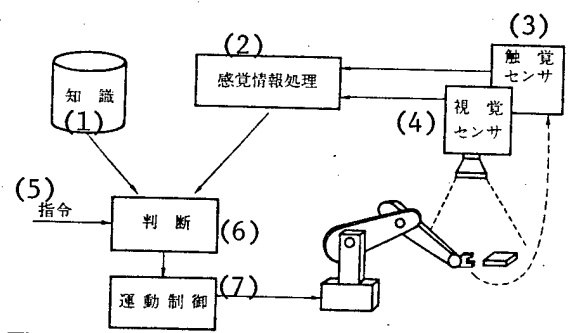 (3)
触覚
センサ
(2)
感覚情報処理
(4)
視覚
センサ
知識
(1)
(5)
指令
判断
(6)
運動制御
(7)